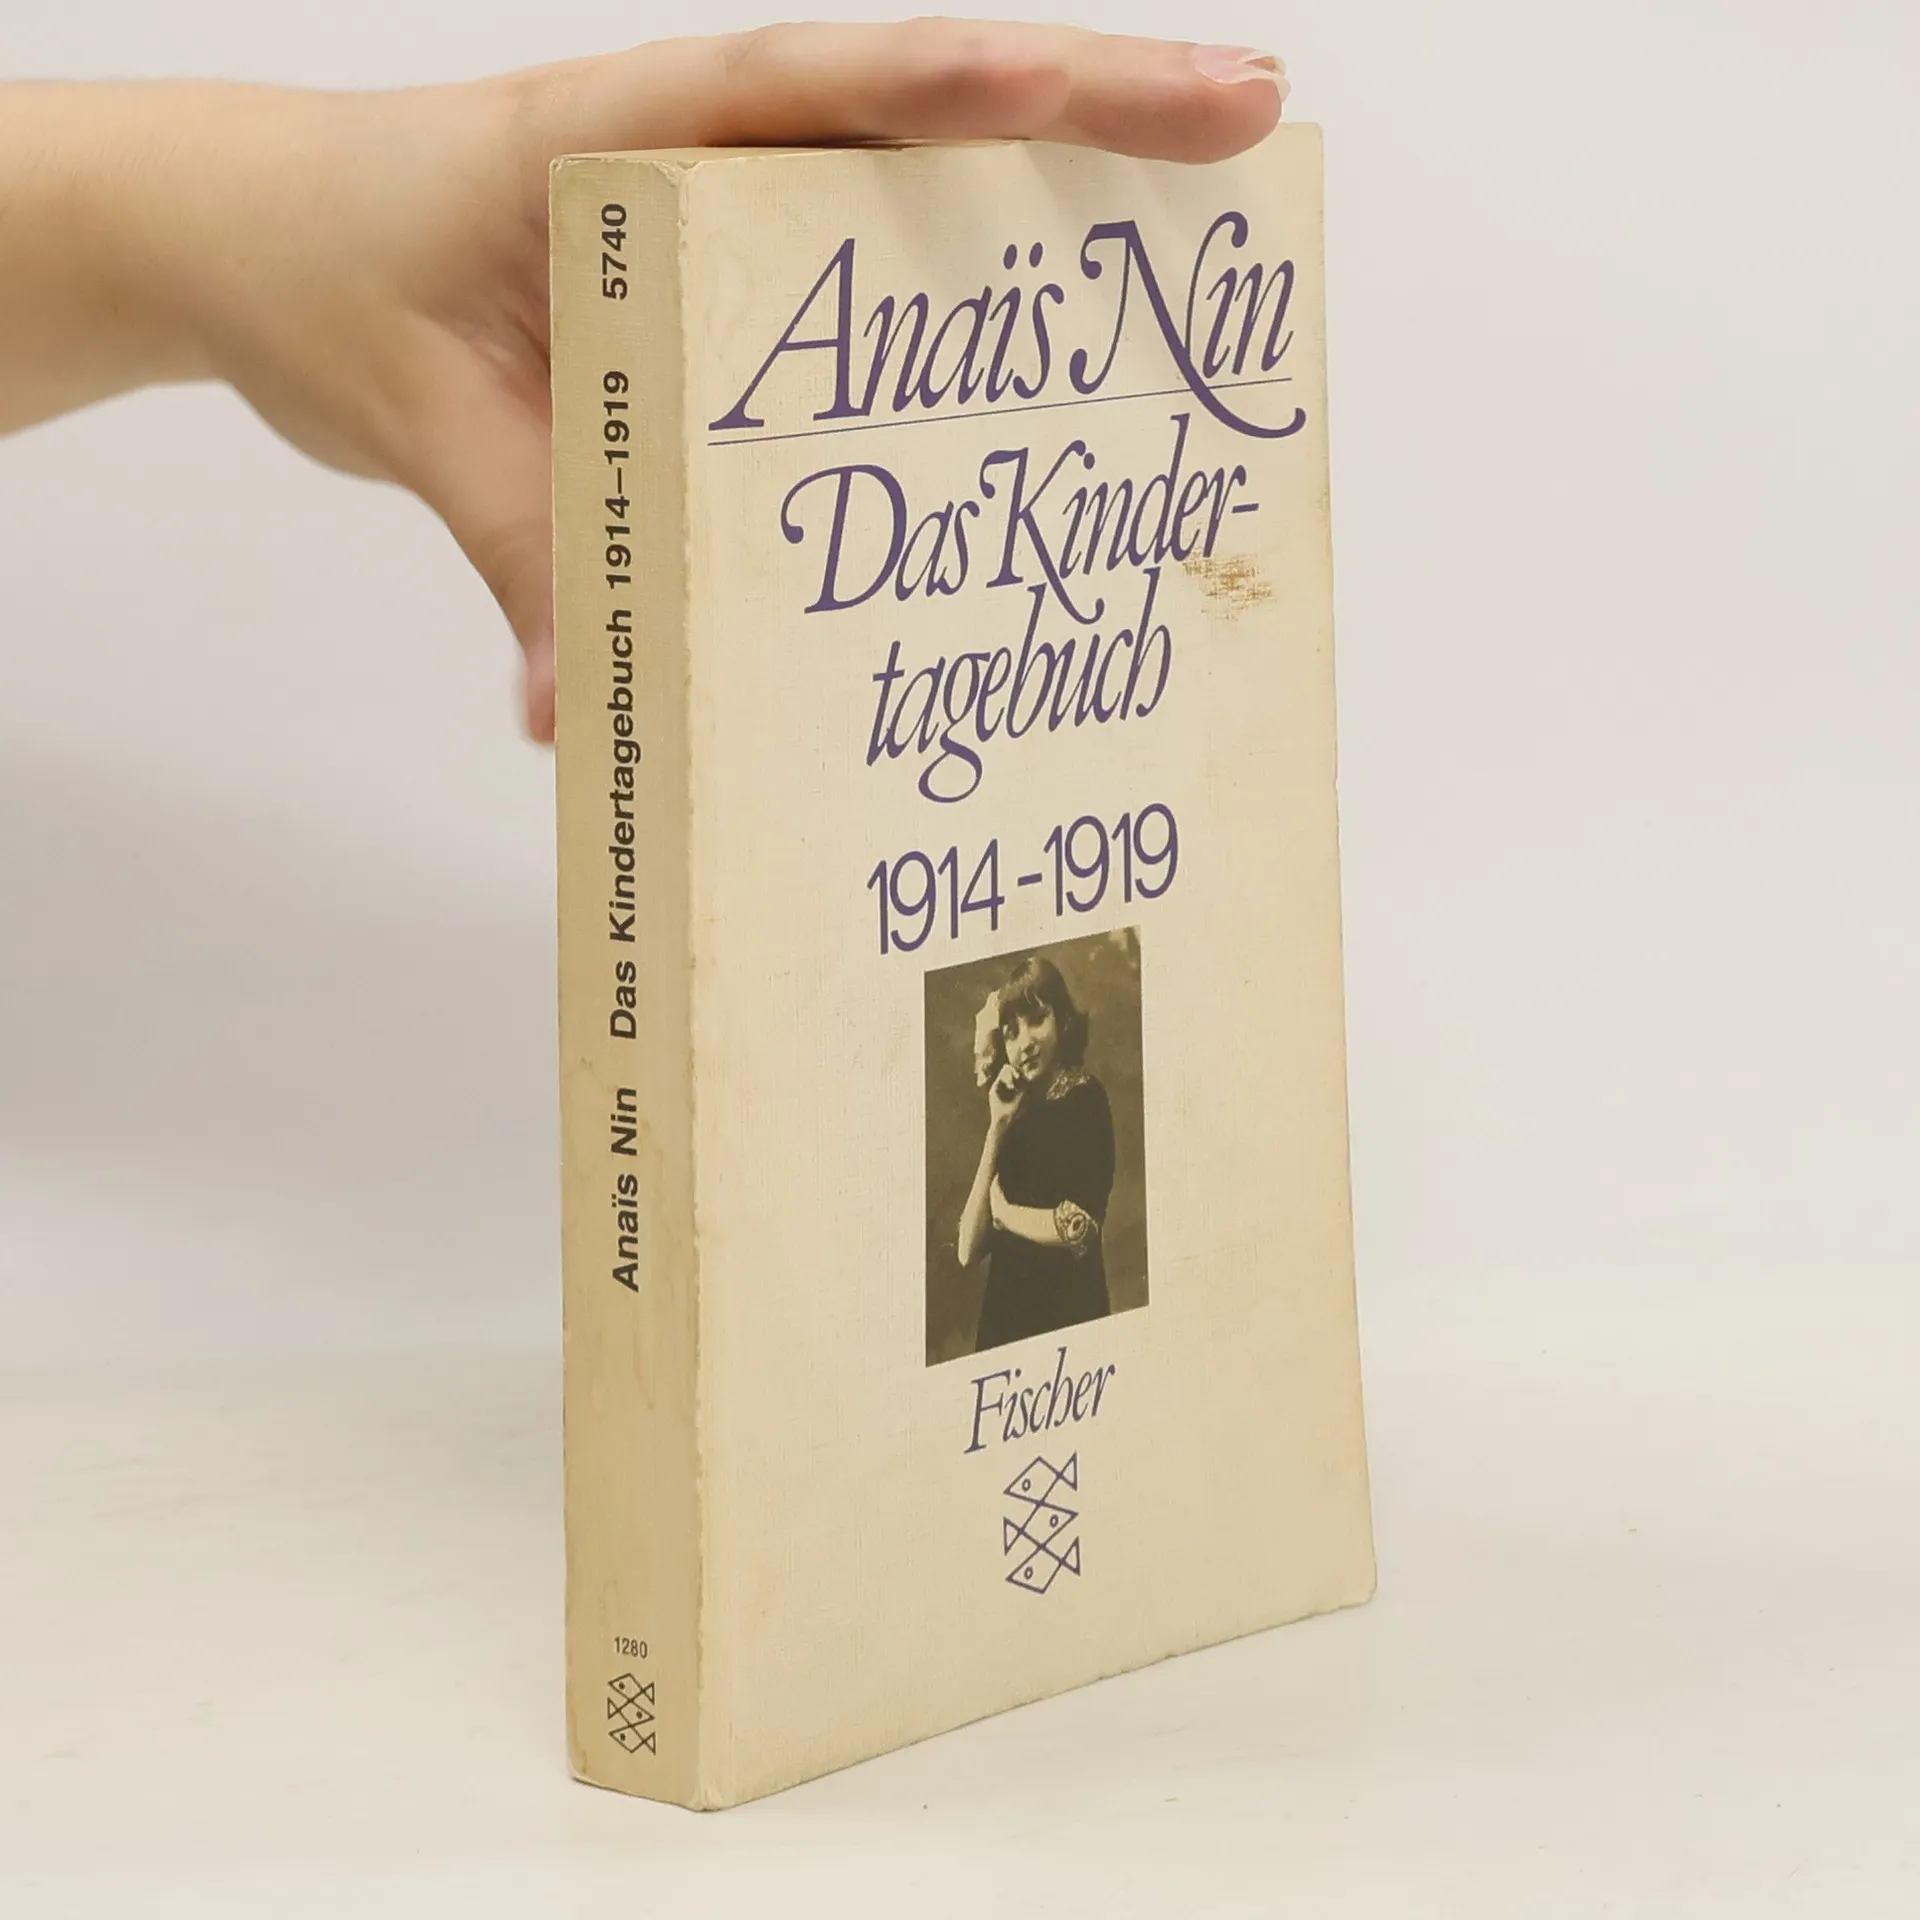 Anaïs Nin
Das Kinder-
tagebuch
1914-1919
Fischer
Anaïs Nin Das Kindertagebuch 1914–1919 5740
1280